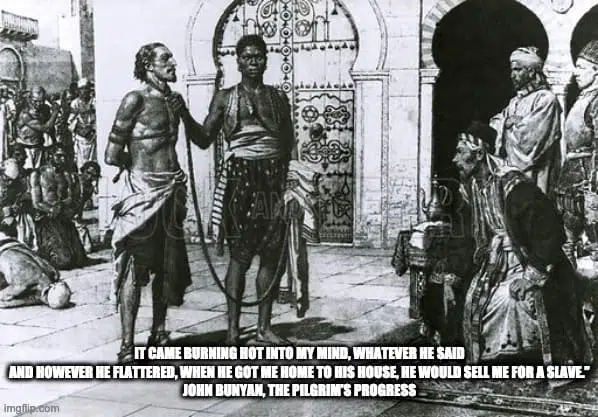 IT CAME BURNING HOT INTO MY MIND, WHATEVER HE SAID
AND HOWEVER HE FLATTERED, WHEN HE GOT ME HOME TO HIS HOUSE, HE WOULD SELL ME FOR A SLAVE.”
JOHN BUNYAN, THE PILGRIM'S PROGRESS
imgflip.com